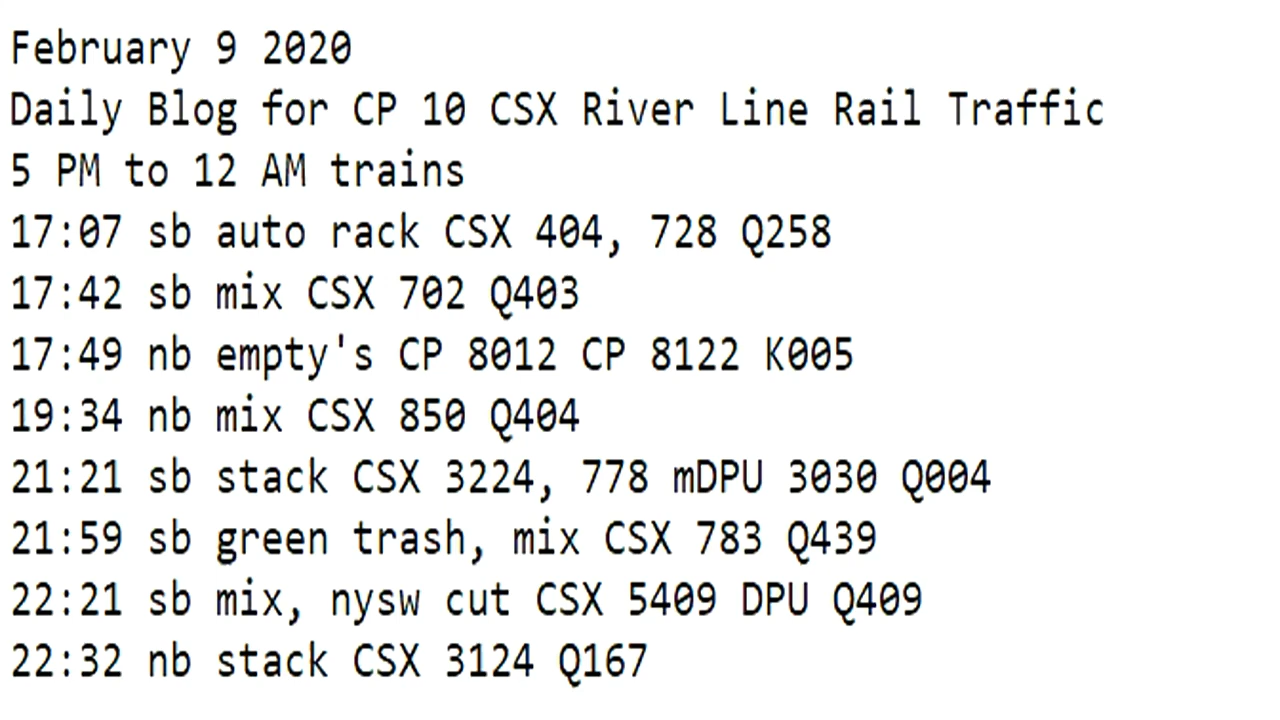 February 9 2020
Daily Blog for CP 10 CSX River Line Rail Traffic
5 PM to 12 AM trains
17:07 sb auto rack CSX 404, 728 Q258
17:42 sb mix CSX 702 Q403
17:49 nb empty's CP 8012 CP 8122 K005
19:34 nb mix CSX 850 Q404
21:21 sb stack CSX 3224, 778 mDPU 3030 Q004
21:59 sb green trash, mix CSX 783 Q439
22:21 sb mix, nysw cut CSX 5409 DPU Q409
22:32 nb stack CSX 3124 Q167